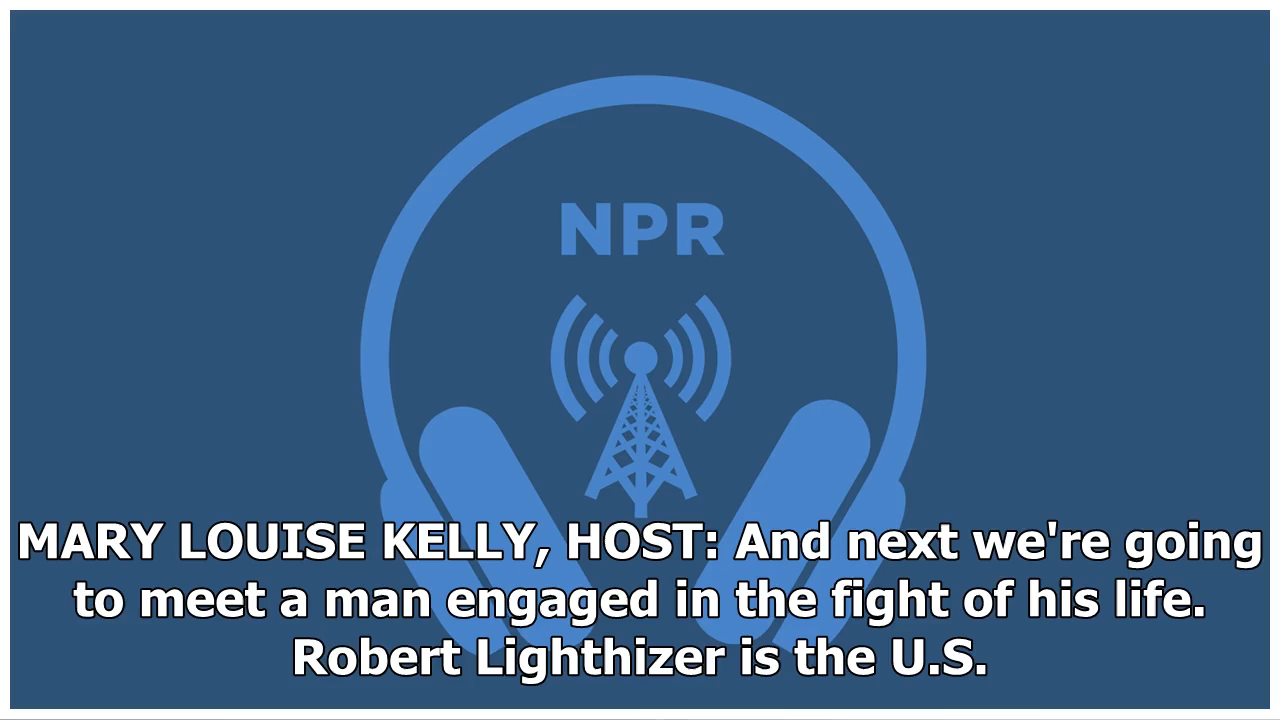 NPR
MARY LOUISE KELLY, HOST: And next we're going
to meet a man engaged in the fight of his life.
Robert Lighthizer is the U.S.